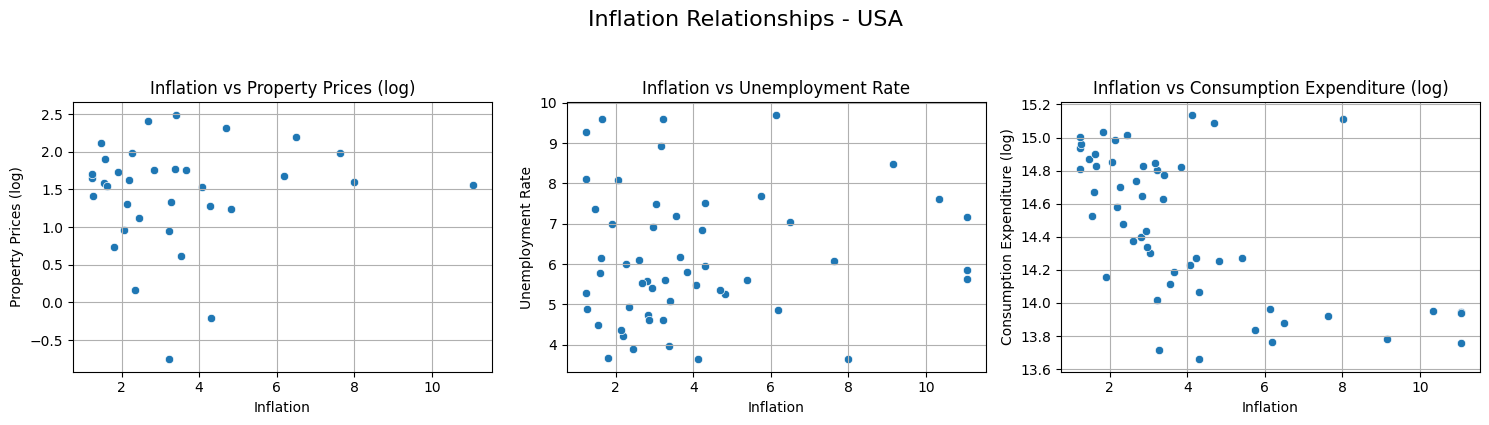 Inflation Relationships - USA
Inflation vs Property Prices (log)
Property Prices (log)
2.5
2.0
1.5
1.0
0.5
0.0
−0.5
2 4 6 8 10
Inflation
Inflation vs Unemployment Rate
Unemployment Rate
10
9
8
7
6
5
4
2 4 6 8 10
Inflation
Inflation vs Consumption Expenditure (log)
Consumption Expenditure (log)
15.2
15.0
14.8
14.6
14.4
14.2
14.0
13.8
13.6
2 4 6 8 10
Inflation